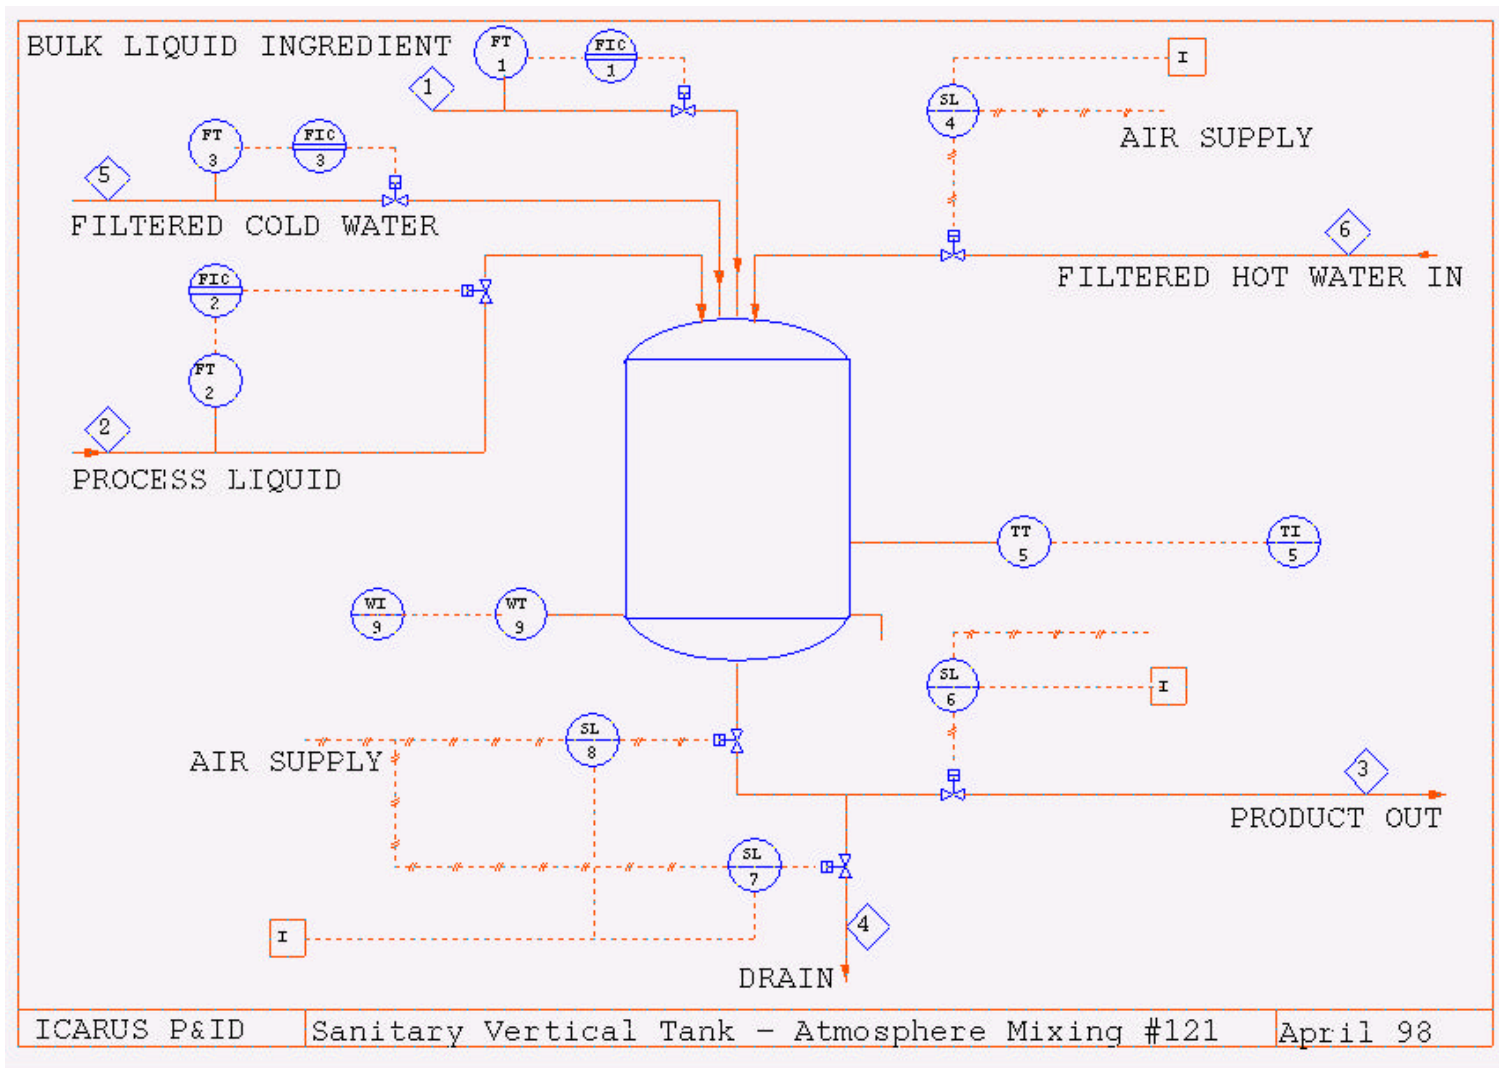 BULK LIQUID INGREDIENT
FT
1
FIC
1
1
I
SL
4
AIR SUPPLY
FT
3
FIC
3
5
FILTERED COLD WATER
6
FILTERED HOT WATER IN
FIC
2
FT
2
2
PROCESS LIQUID
TT
5
TI
5
WI
9
WT
9
SL
6
I
SL
8
AIR SUPPLY
3
PRODUCT OUT
SL
7
4
I
DRAIN
ICARUS P&ID
Sanitary Vertical Tank - Atmosphere Mixing #121
April 98